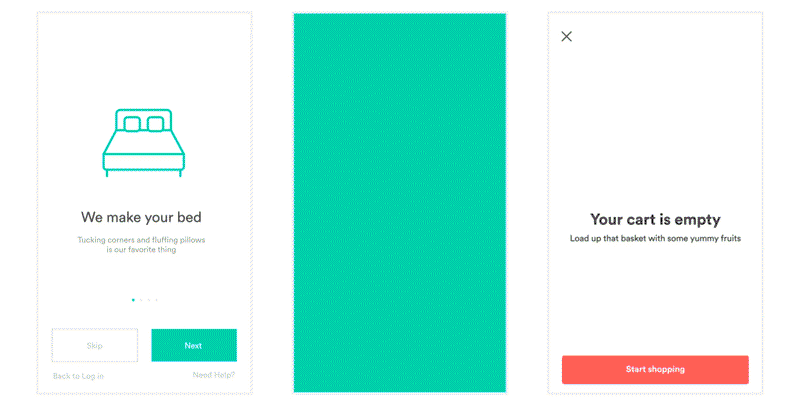 We make your bed
Tucking corners and fluffing pillows
is our favorite thing
Skip
Next
Back to Log in
Need Help?
Your cart is empty
Load up that basket with some yummy fruits
Start shopping